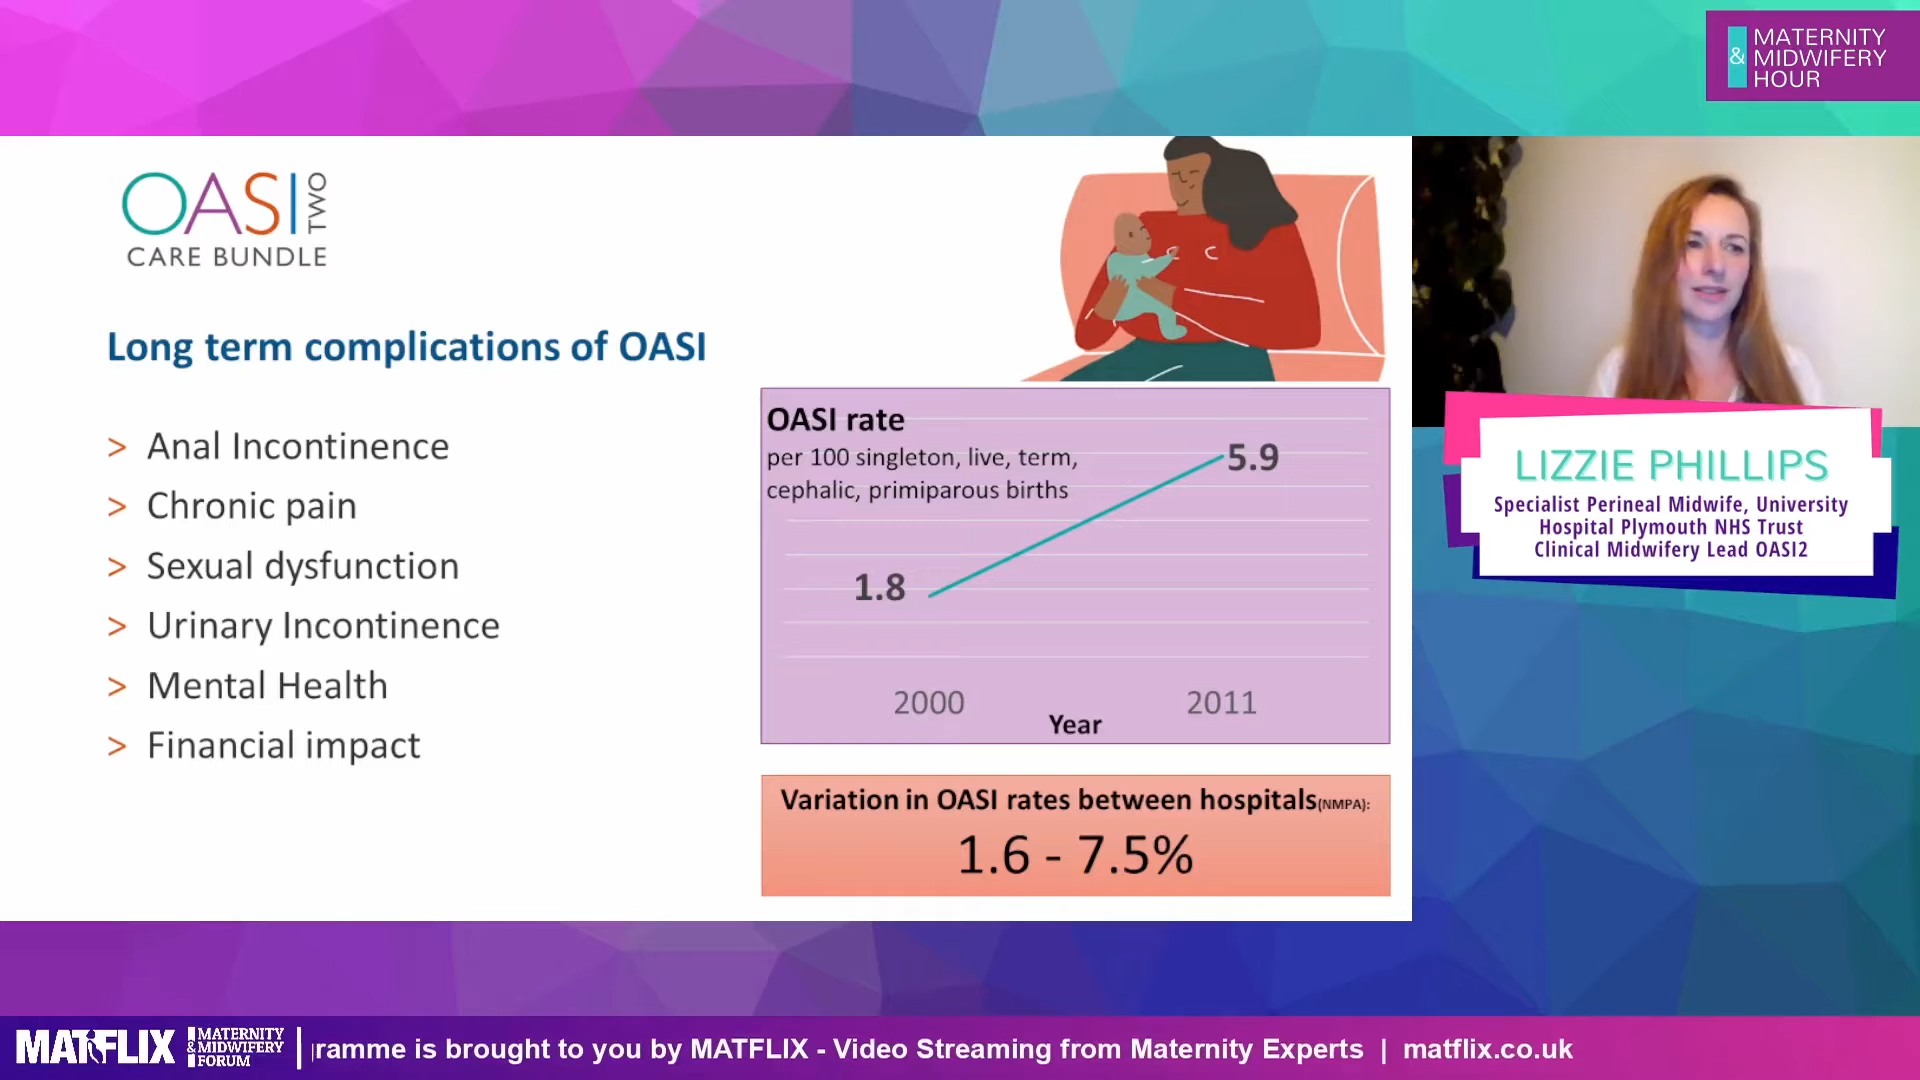 MATERNITY
& MIDWIFERY
HOUR
OASI TWO
CARE BUNDLE
Long term complications of OASI
> Anal Incontinence
> Chronic pain
> Sexual dysfunction
> Urinary Incontinence
> Mental Health
> Financial impact
OASI rate
per 100 singleton, live, term,
cephalic, primiparous births
5.9
1.8
2000 2011
Year
Variation in OASI rates between hospitals(NMPA):
1.6 - 7.5%
LIZZIE PHILLIPS
Specialist Perineal Midwife, University
Hospital Plymouth NHS Trust
Clinical Midwifery Lead OASI2
MATFLIX
MATERNITY
& MIDWIFERY
FORUM
ramme is brought to you by MATFLIX - Video Streaming from Maternity Experts | matflix.co.uk